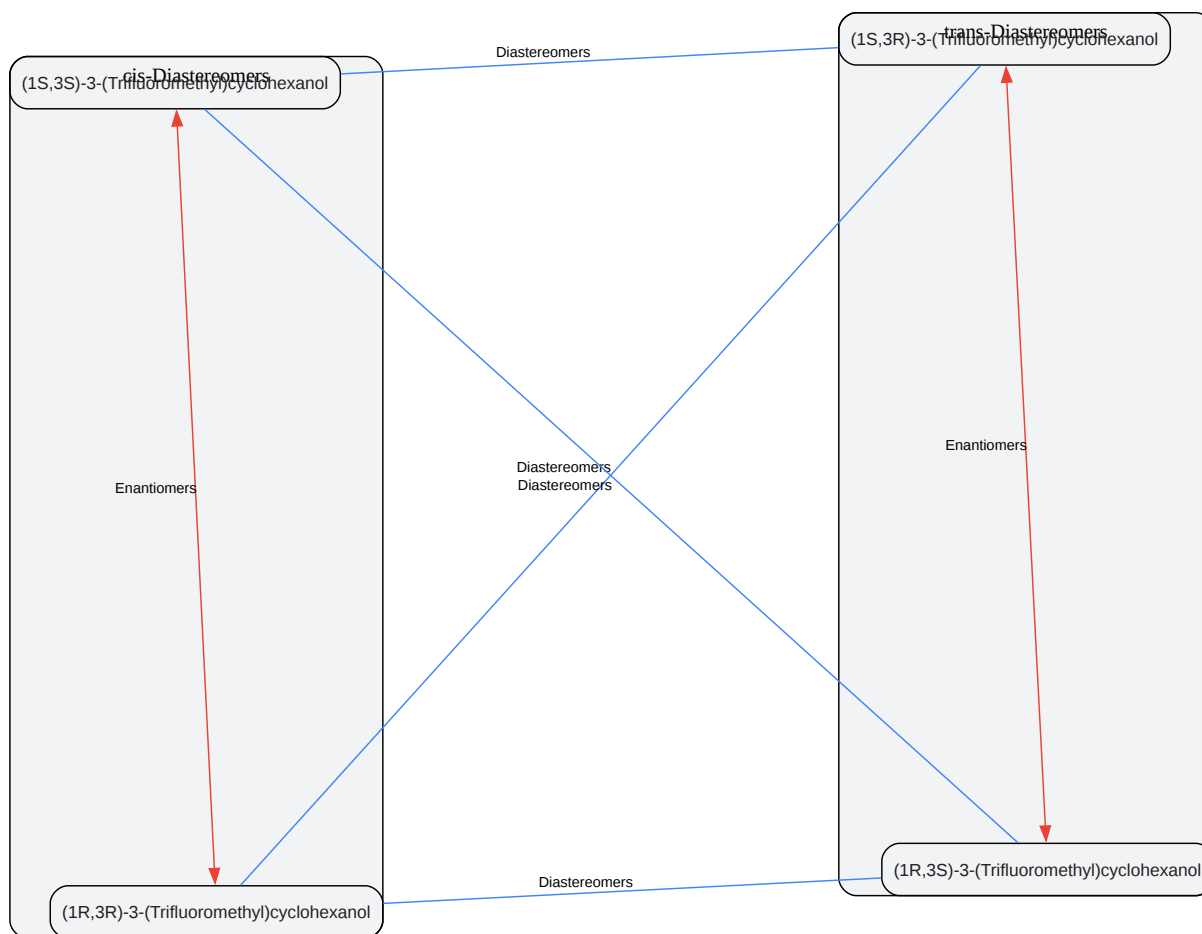 trans-Diastereomers
(1S,3R)-3-(Trifluoromethyl)cyclohexanol
Diastereomers
cis-Diastereomers
(1S,3S)-3-(Trifluoromethyl)cyclohexanol
Enantiomers
Diastereomers
Diastereomers
Enantiomers
(1R,3S)-3-(Trifluoromethyl)cyclohexanol
Diastereomers
(1R,3R)-3-(Trifluoromethyl)cyclohexanol